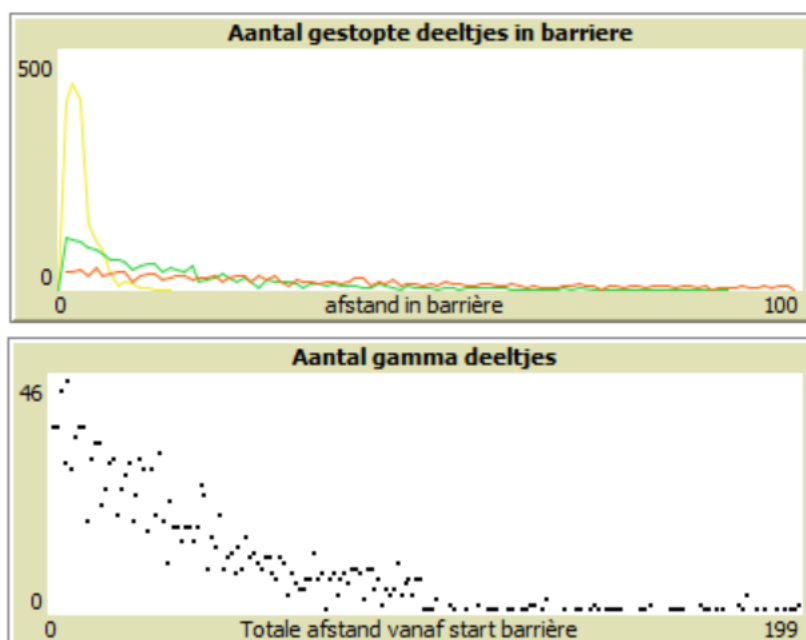 Aantal gestopte deeltjes in barriere
500
0
0 afstand in barrière 100
Aantal gamma deeltjes
46
0
0 Totale afstand vanaf start barrière 199